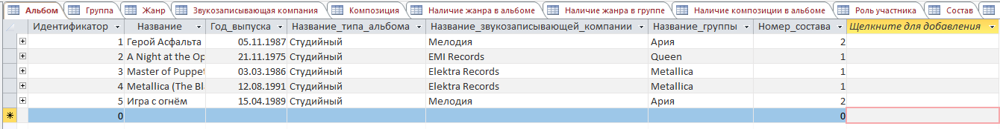 Альбом Группа Жанр Звукозаписывающая компания Композиция Наличие жанра в альбоме Наличие жанра в группе Наличие композиции в альбоме Роль участника Состав
Идентификатор Название Год_выпуска Название_типа_альбома Название_звукозаписывающей_компании Название_группы Номер_состава Щелкните для добавления
1 Герой Асфальта 05.11.1987 Студийный Мелодия Ария 2
2 A Night at the Op 21.11.1975 Студийный EMI Records Queen 1
3 Master of Puppet 03.03.1986 Студийный Elektra Records Metallica 1
4 Metallica (The Bl 12.08.1991 Студийный Elektra Records Metallica 1
5 Игра с огнём 15.04.1989 Студийный Мелодия Ария 2
0 0